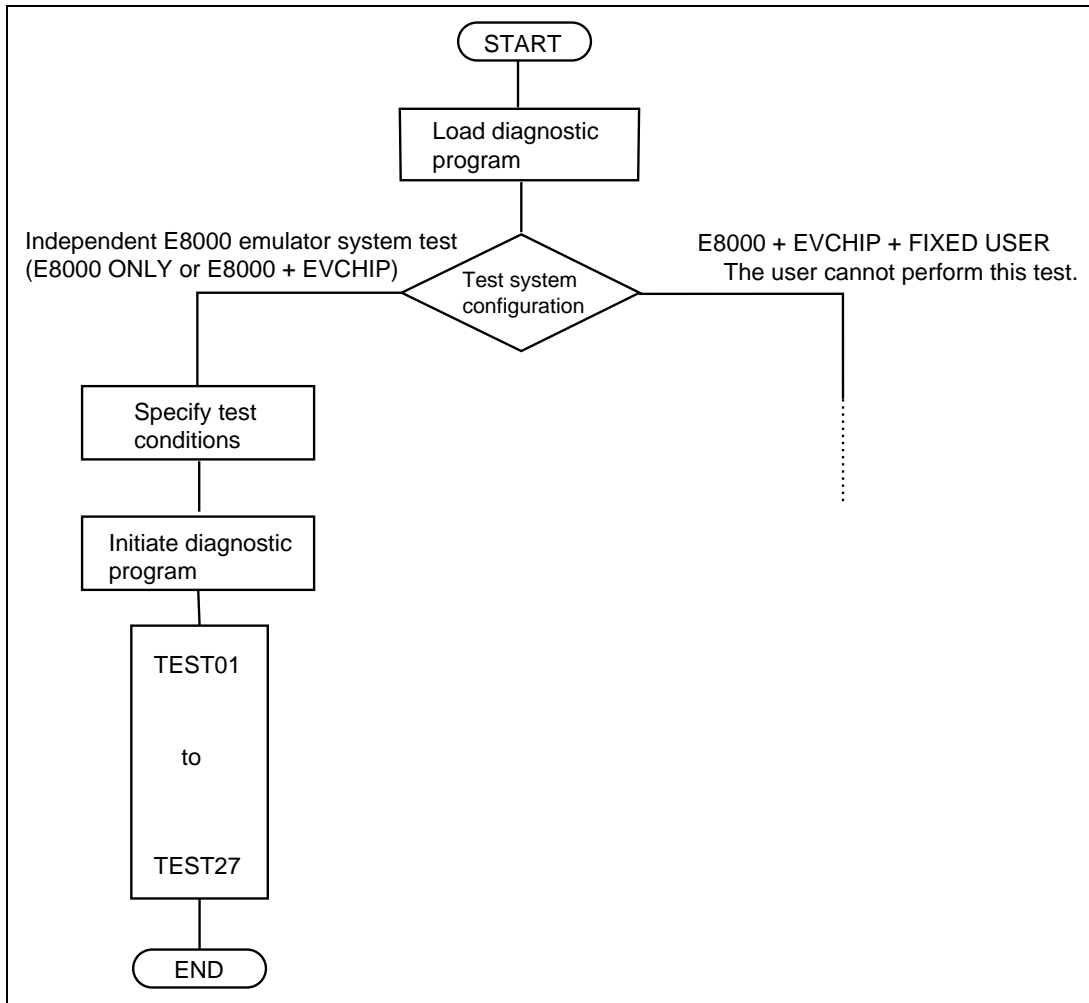 START
Load diagnostic
program
Independent E8000 emulator system test
(E8000 ONLY or E8000 + EVCHIP)
Test system
configuration
E8000 + EVCHIP + FIXED USER
The user cannot perform this test.
Specify test
conditions
Initiate diagnostic
program
TEST01
to
TEST27
END